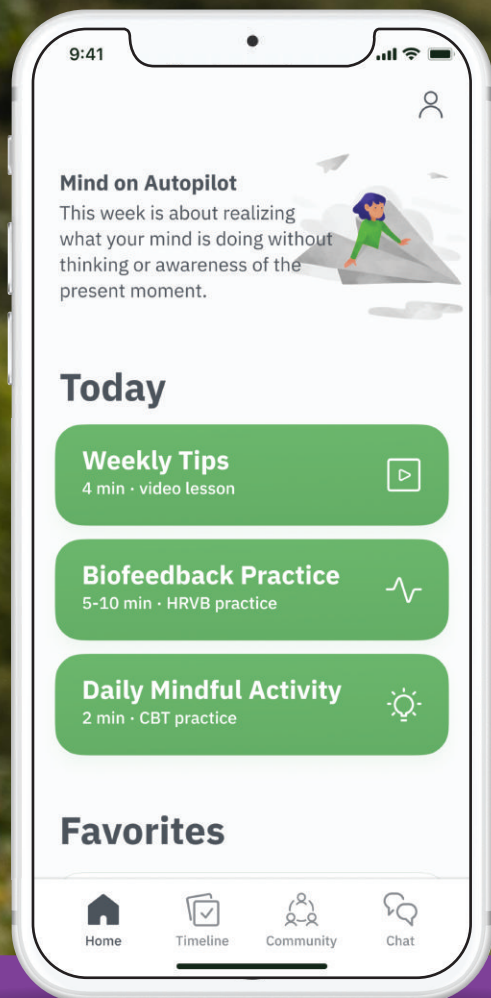 9:41
Mind on Autopilot
This week is about realizing
what your mind is doing without
thinking or awareness of the
present moment.
Today
Weekly Tips
4 min · video lesson
Biofeedback Practice
5-10 min · HRVB practice
Daily Mindful Activity
2 min · CBT practice
Favorites
Home Timeline Community Chat